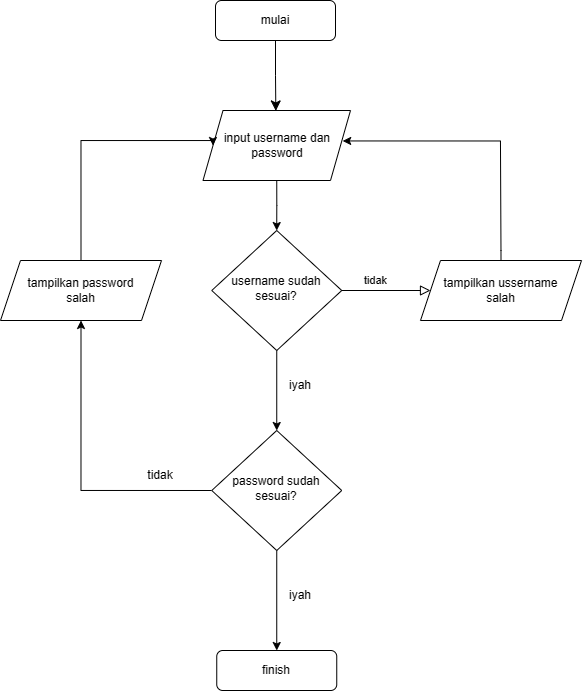 mulai
input username dan
password
username sudah
sesuai?
tidak
tampilkan ussername
salah
tampilkan password
salah
iyah
password sudah
sesuai?
tidak
iyah
finish